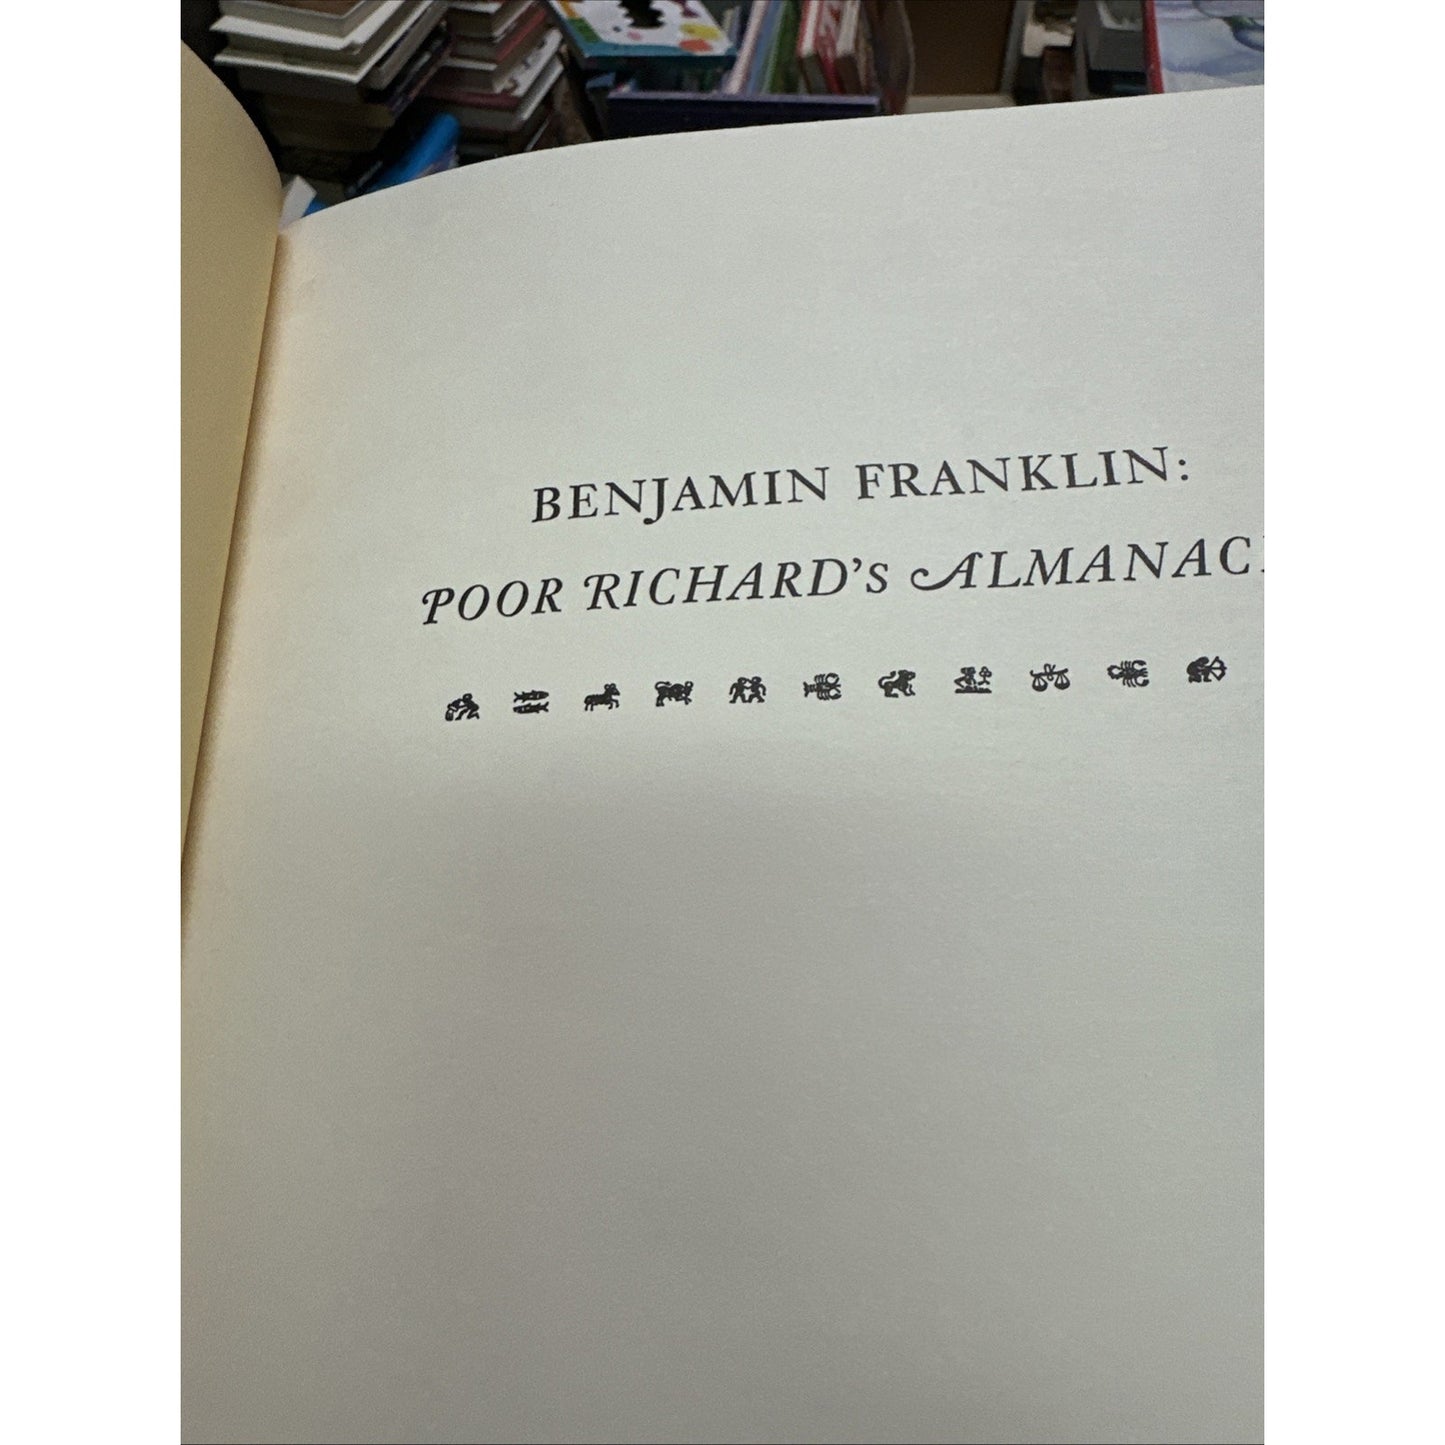 BENJAMIN FRANKLIN:
POOR RICHARD'S ALMANAC